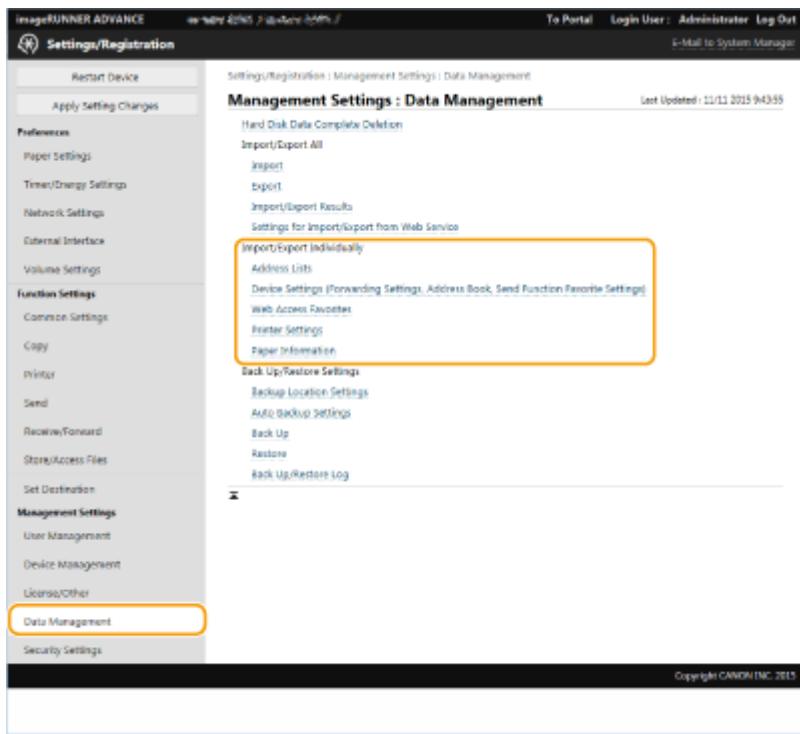 imageRUNNER ADVANCE To Portal Login User : Administrator Log Out
Settings/Registration E-Mail to System Manager
Restart Device
Apply Setting Changes
Preferences
Paper Settings
Timer/Energy Settings
Network Settings
External Interface
Volume Settings
Function Settings
Common Settings
Copy
Printer
Send
Receive/Forward
Store/Access Files
Set Destination
Management Settings
User Management
Device Management
License/Other
Data Management
Security Settings
Settings/Registration : Management Settings : Data Management
Management Settings : Data Management Last Updated : 11/11 2015 9:43:55
Hard Disk Data Complete Deletion
Import/Export All
Import
Export
Import/Export Results
Settings for Import/Export from Web Service
Import/Export Individually
Address Lists
Device Settings (Forwarding Settings, Address Book, Send Function Favorite Settings)
Web Access Favorites
Printer Settings
Paper Information
Back Up/Restore Settings
Backup Location Settings
Auto Backup Settings
Back Up
Restore
Back Up/Restore Log
Copyright CANON INC. 2015